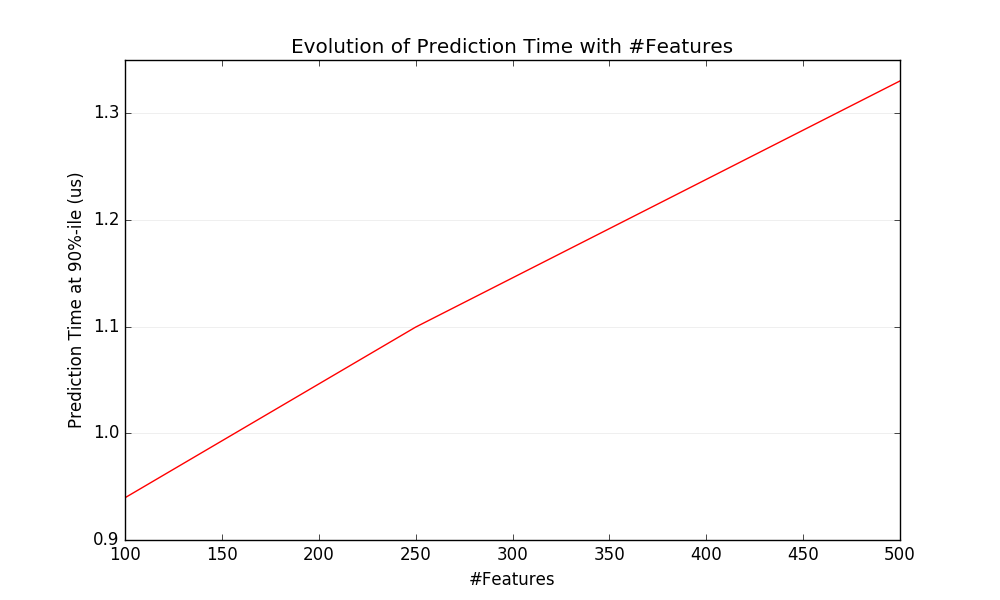 Evolution of Prediction Time with #Features
Prediction Time at 90%-ile (us)
1.3
1.2
1.1
1.0
0.9
100 150 200 250 300 350 400 450 500
#Features